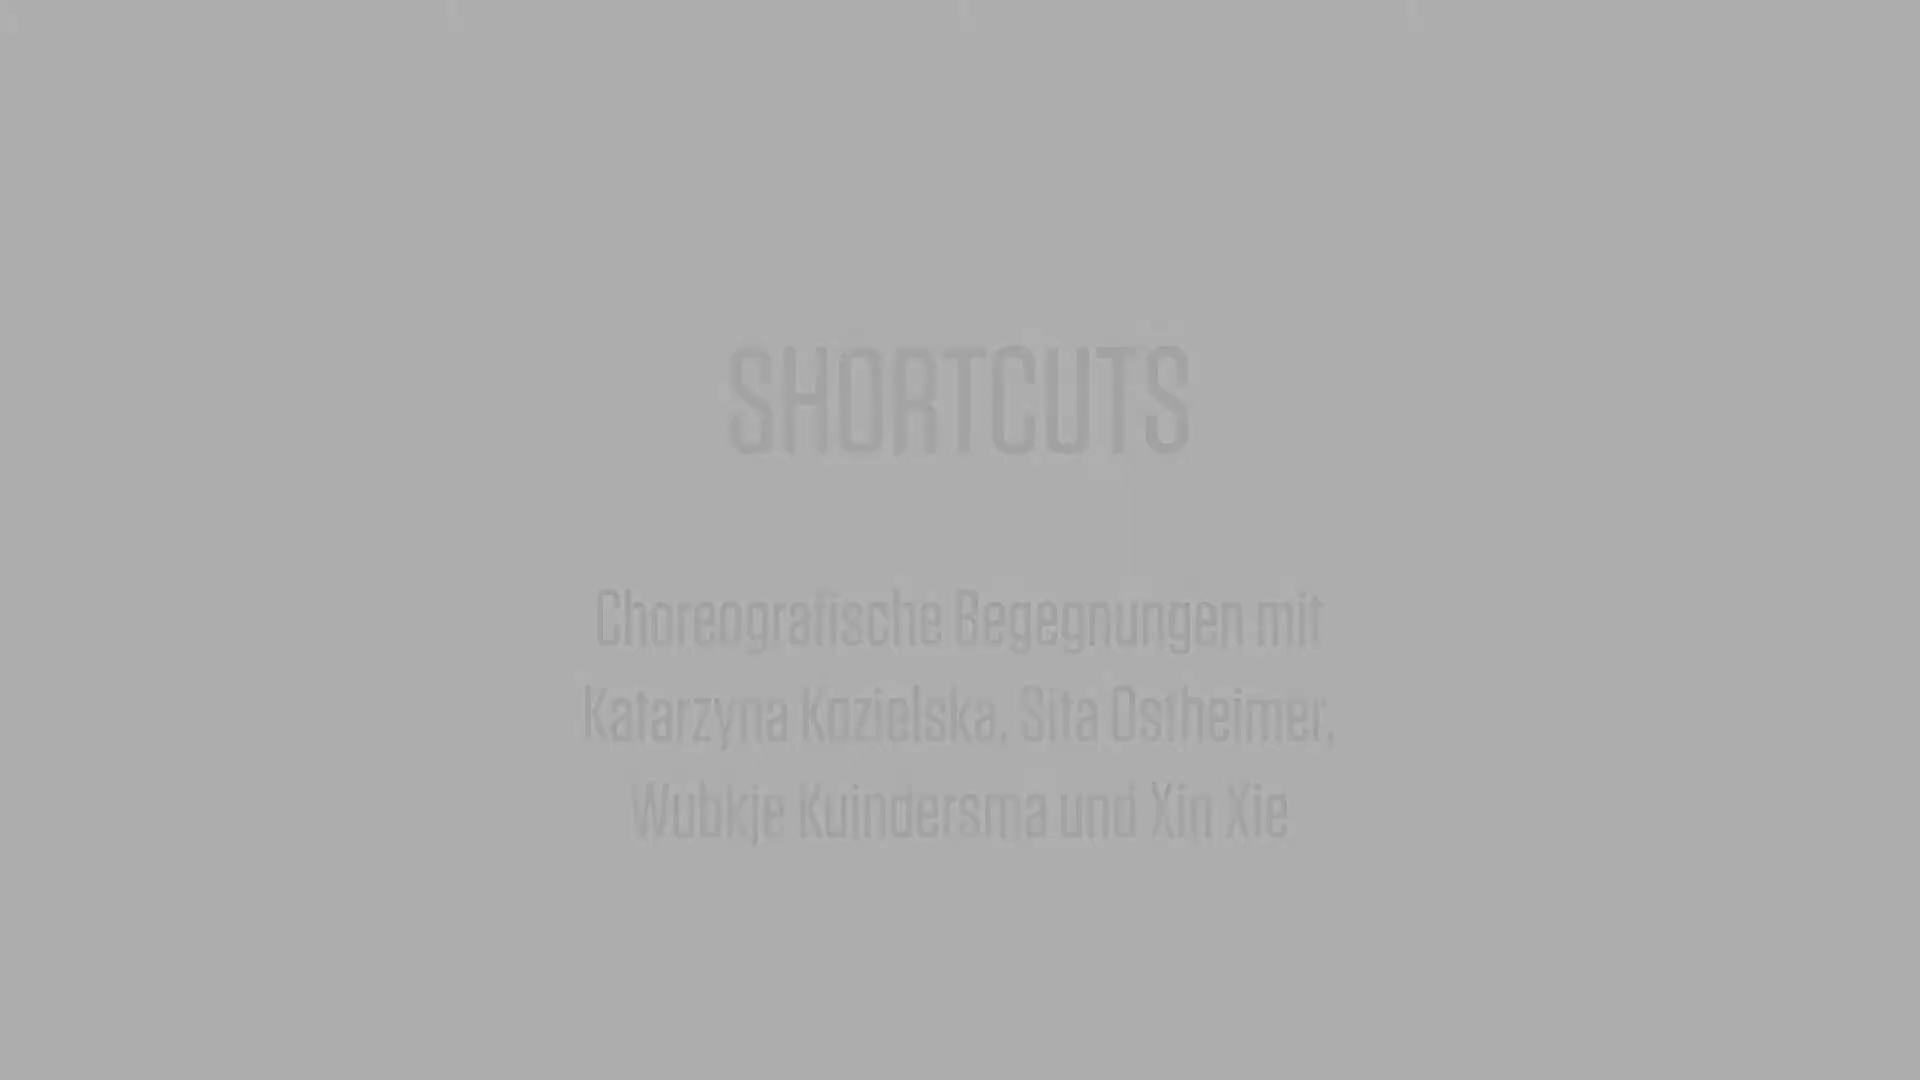 SHORTCUTS
Choreografische Begegnungen mit
Katarzyna Kozielska, Sita Ostheimer,
Wubkje Kuindersma und Xin Xie